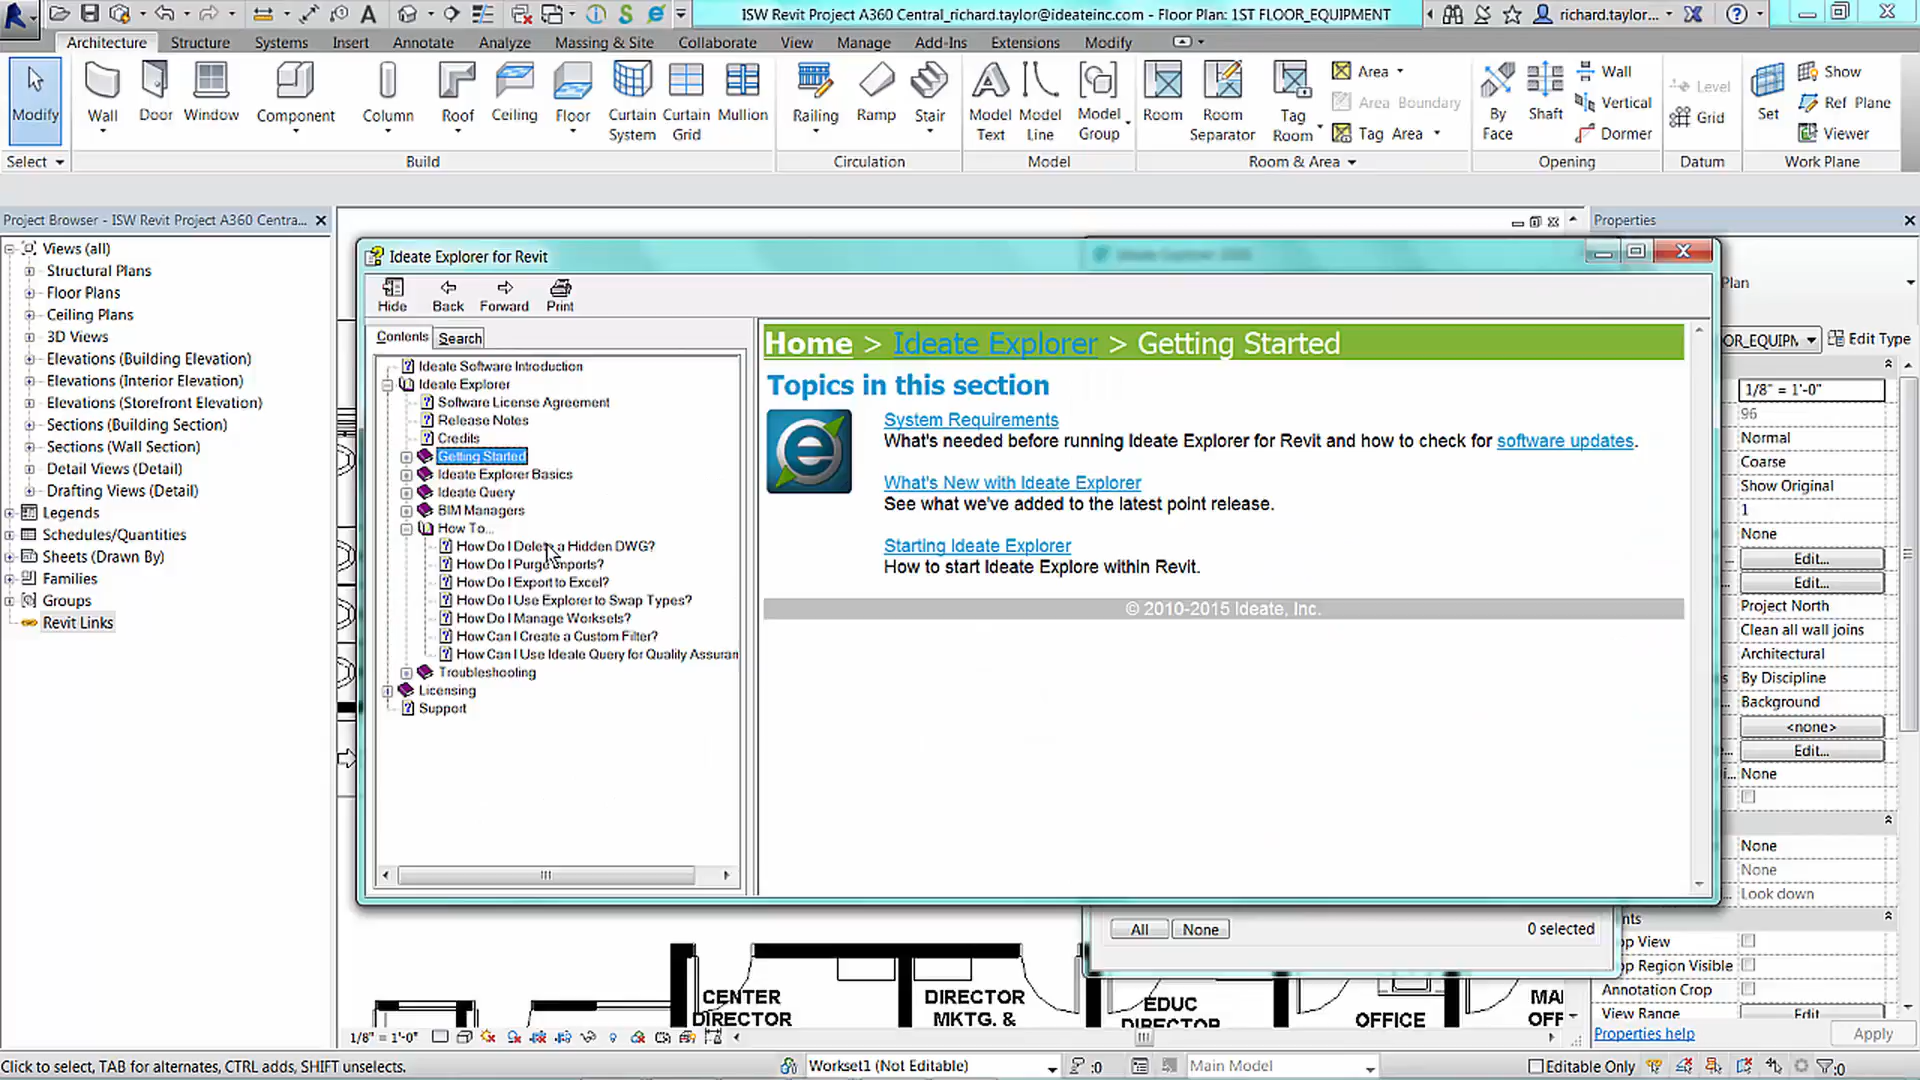 ISW Revit Project A360 Central_richard.taylor@ideateinc.com - Floor Plan: 1ST FLOOR_EQUIPMENT
richard.taylor...
Architecture Structure Systems Insert Annotate Analyze Massing & Site Collaborate View Manage Add-Ins Extensions Modify
Modify
Wall
Door
Window
Component
Column
Roof
Ceiling
Floor
Curtain System
Curtain Grid
Mullion
Railing
Ramp
Stair
Model Text
Model Line
Model Group
Room
Room Separator
Tag Room
Area
Area Boundary
Tag Area
By Face
Shaft
Wall
Vertical
Dormer
Level
Grid
Set
Show
Ref Plane
Viewer
Select
Build
Circulation
Model
Room & Area
Opening
Datum
Work Plane
Project Browser - ISW Revit Project A360 Centra...
Views (all)
Structural Plans
Floor Plans
Ceiling Plans
3D Views
Elevations (Building Elevation)
Elevations (Interior Elevation)
Elevations (Storefront Elevation)
Sections (Building Section)
Sections (Wall Section)
Detail Views (Detail)
Drafting Views (Detail)
Legends
Schedules/Quantities
Sheets (Drawn By)
Families
Groups
Revit Links
Ideate Explorer for Revit
Hide Back Forward Print
Contents Search
Ideate Software Introduction
Ideate Explorer
Software License Agreement
Release Notes
Credits
Getting Started
Ideate Explorer Basics
Ideate Query
BIM Managers
How To...
How Do I Delete a Hidden DWG?
How Do I Purge Imports?
How Do I Export to Excel?
How Do I Use Explorer to Swap Types?
How Do I Manage Worksets?
How Can I Create a Custom Filter?
How Can I Use Ideate Query for Quality Assuran
Troubleshooting
Licensing
Support
Home > Ideate Explorer > Getting Started
Topics in this section
System Requirements
What's needed before running Ideate Explorer for Revit and how to check for software updates.
What's New with Ideate Explorer
See what we've added to the latest point release.
Starting Ideate Explorer
How to start Ideate Explore within Revit.
© 2010-2015 Ideate, Inc.
All None 0 selected
CENTER
DIRECTOR
DIRECTOR
MKTG. &
EDUC
DIRECTOR
OFFICE
MAI
OFF
Properties
Plan
OR_EQUIPM Edit Type
1/8" = 1'-0"
96
Normal
Coarse
Show Original
1
None
Edit...
Edit...
Project North
Clean all wall joins
Architectural
By Discipline
Background
<none>
Edit...
None
None
None
Look down
nts
op View
op Region Visible
Annotation Crop
View Range Edit...
Properties help Apply
1/8" = 1'-0"
Click to select, TAB for alternates, CTRL adds, SHIFT unselects.
Workset1 (Not Editable)
:0
Main Model
Editable Only
:0